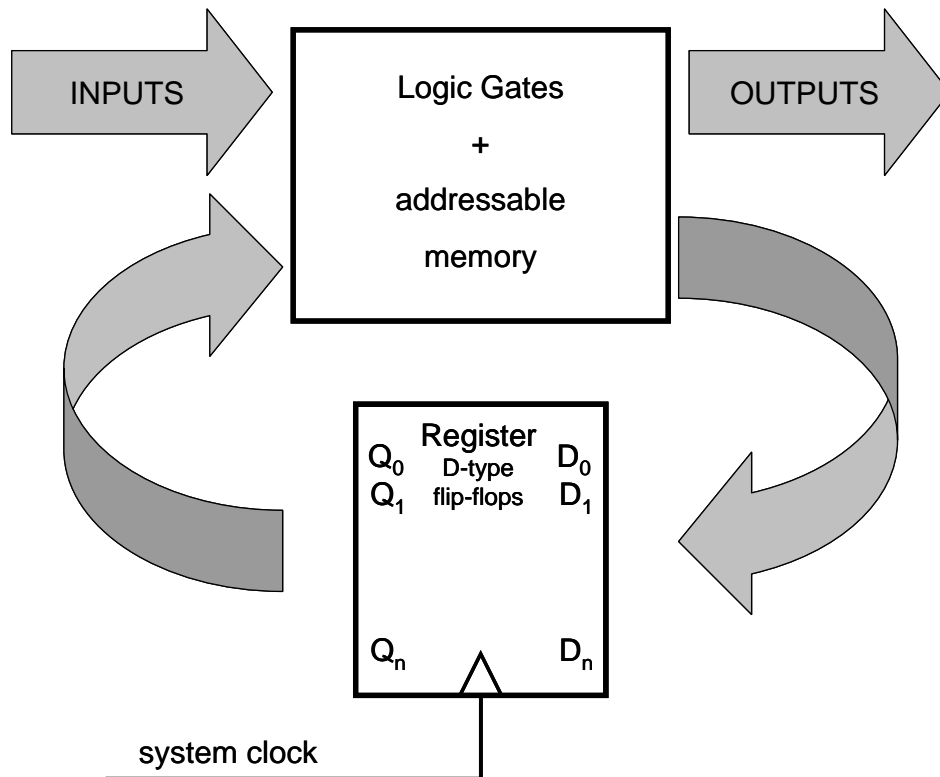 INPUTS
Logic Gates
+
addressable
memory
OUTPUTS
Register
Q0 D-type D0
Q1 flip-flops D1
Qn Dn
system clock